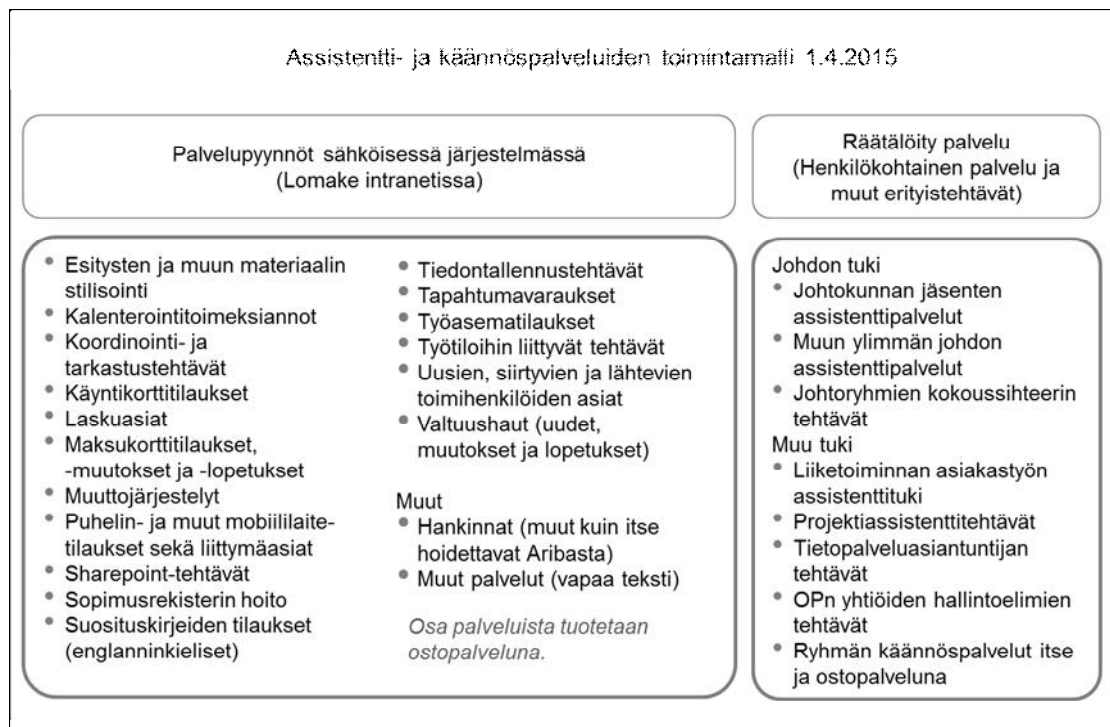 Assistentti- ja käännöspalveluiden toimintamalli 1.4.2015
Palvelupyynnöt sähköisessä järjestelmässä
(Lomake intranetissa)
Räätälöity palvelu
(Henkilökohtainen palvelu ja
muut erityistehtävät)
• Esitysten ja muun materiaalin
stilisointi
• Kalenterointitoimeksiannot
• Koordinointi- ja
tarkastustehtävät
• Käyntikorttitilaukset
• Laskuasiat
• Maksukorttitilaukset,
-muutokset ja -lopetukset
• Muuttojärjestelyt
• Puhelin- ja muut mobiililaite-
tilaukset sekä liittymäasiat
• Sharepoint-tehtävät
• Sopimusrekisterin hoito
• Suosituskirjeiden tilaukset
(englanninkieliset)
• Tiedontallennustehtävät
• Tapahtumavaraukset
• Työasematilaukset
• Työtiloihin liittyvät tehtävät
• Uusien, siirtyvien ja lähtevien
toimihenkilöiden asiat
• Valtuushaut (uudet,
muutokset ja lopetukset)
Muut
• Hankinnat (muut kuin itse
hoidettavat Aribasta)
• Muut palvelut (vapaa teksti)
Osa palveluista tuotetaan
ostopalveluna.
Johdon tuki
• Johtokunnan jäsenten
assistenttipalvelut
• Muun ylimmän johdon
assistenttipalvelut
• Johtoryhmien kokoussihteerin
tehtävät
Muu tuki
• Liiketoiminnan asiakastyön
assistenttituki
• Projektiassistenttitehtävät
• Tietopalveluasiantuntijan
tehtävät
• OPn yhtiöiden hallintoelimien
tehtävät
• Ryhmän käännöspalvelut itse
ja ostopalveluna